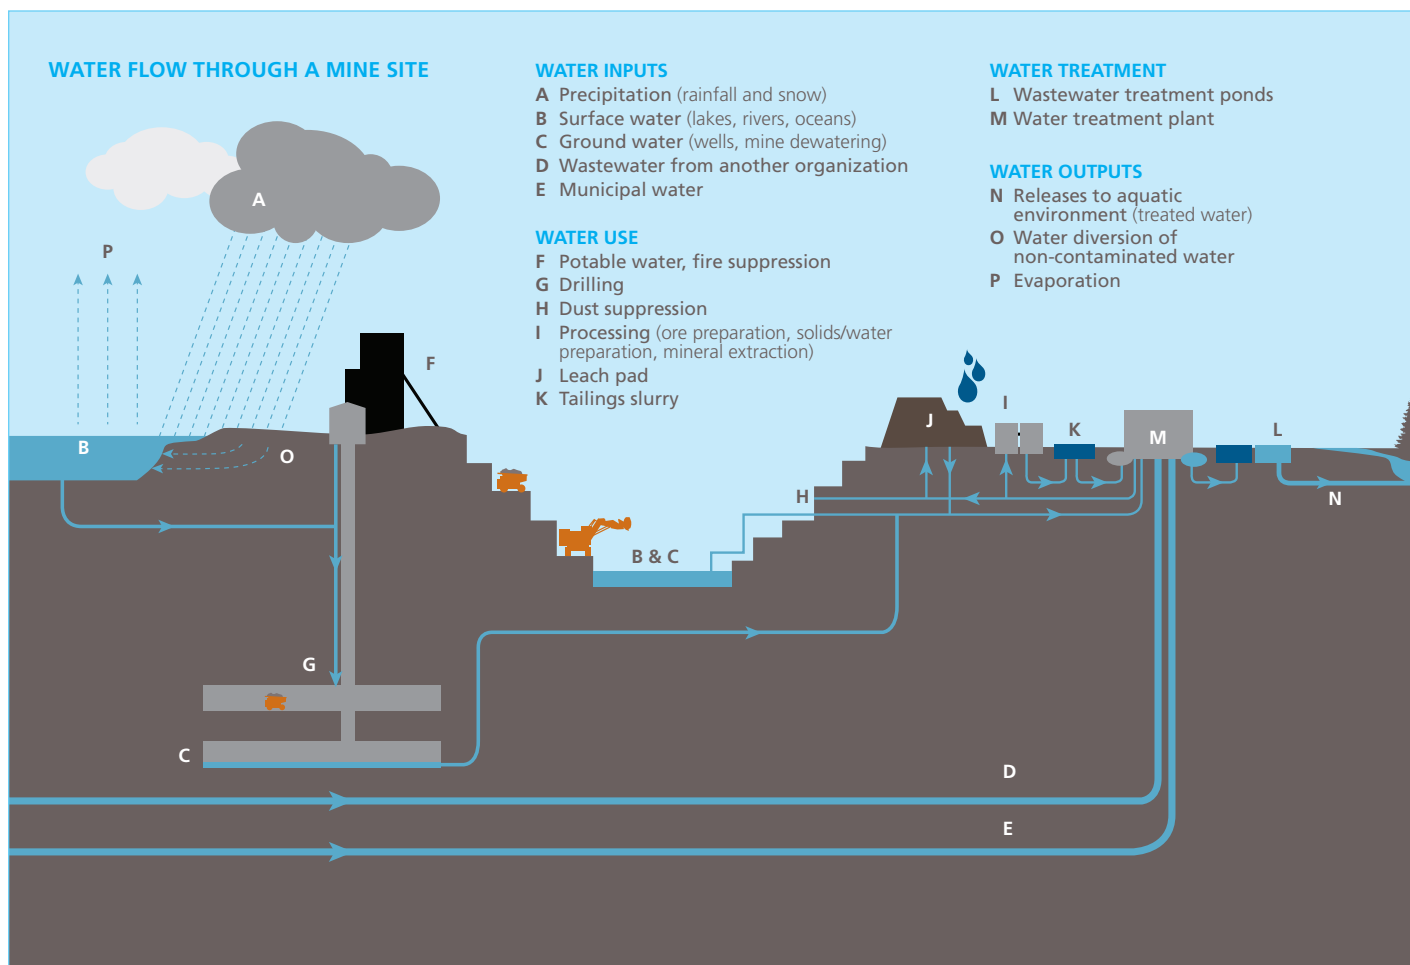 WATER FLOW THROUGH A MINE SITE
WATER INPUTS
A Precipitation (rainfall and snow)
B Surface water (lakes, rivers, oceans)
C Ground water (wells, mine dewatering)
D Wastewater from another organization
E Municipal water
WATER USE
F Potable water, fire suppression
G Drilling
H Dust suppression
I Processing (ore preparation, solids/water
preparation, mineral extraction)
J Leach pad
K Tailings slurry
WATER TREATMENT
L Wastewater treatment ponds
M Water treatment plant
WATER OUTPUTS
N Releases to aquatic
environment (treated water)
O Water diversion of
non-contaminated water
P Evaporation
A
P
F
B
O
J
I
K
M
L
H
N
B & C
G
C
D
E